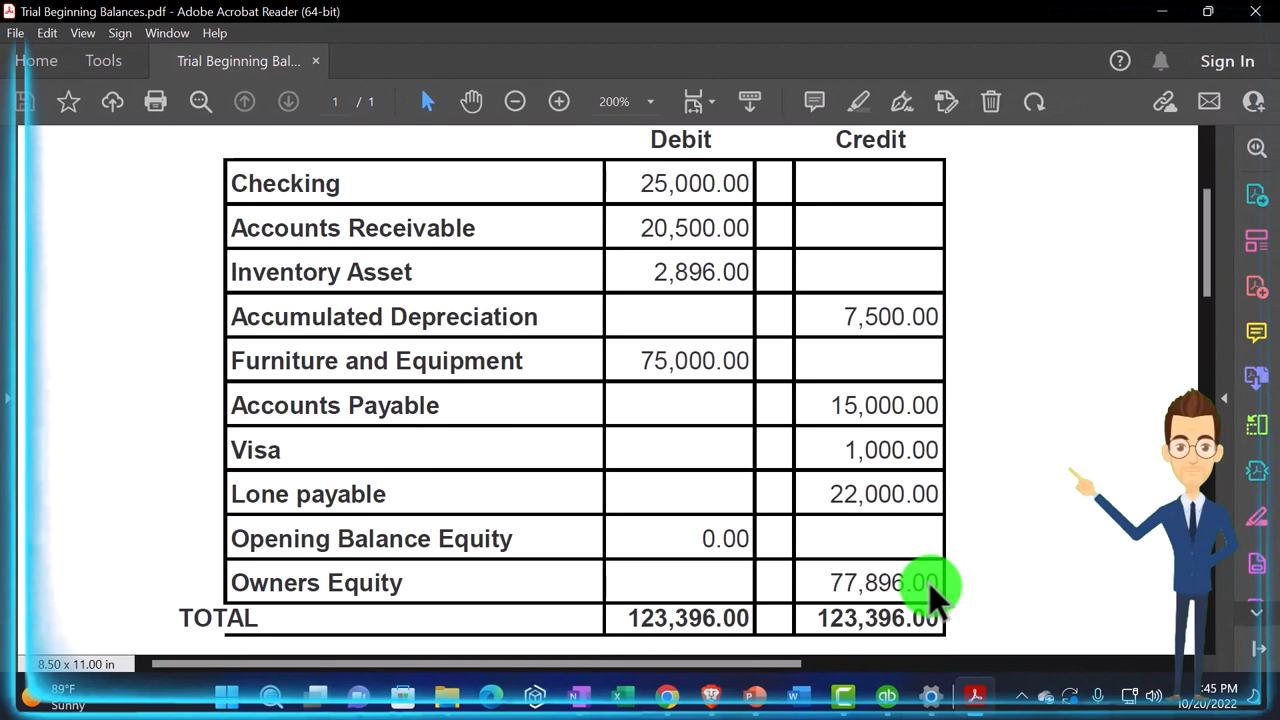 Trial Beginning Balances.pdf - Adobe Acrobat Reader (64-bit)
File Edit View Sign Window Help
Home Tools Trial Beginning Bal... × Sign In
1 / 1 200%
Debit Credit
Checking 25,000.00
Accounts Receivable 20,500.00
Inventory Asset 2,896.00
Accumulated Depreciation 7,500.00
Furniture and Equipment 75,000.00
Accounts Payable 15,000.00
Visa 1,000.00
Lone payable 22,000.00
Opening Balance Equity 0.00
Owners Equity 77,896.00
TOTAL 123,396.00 123,396.00
8.50 x 11.00 in
89°F
Sunny
:45 PM
10/20/2022